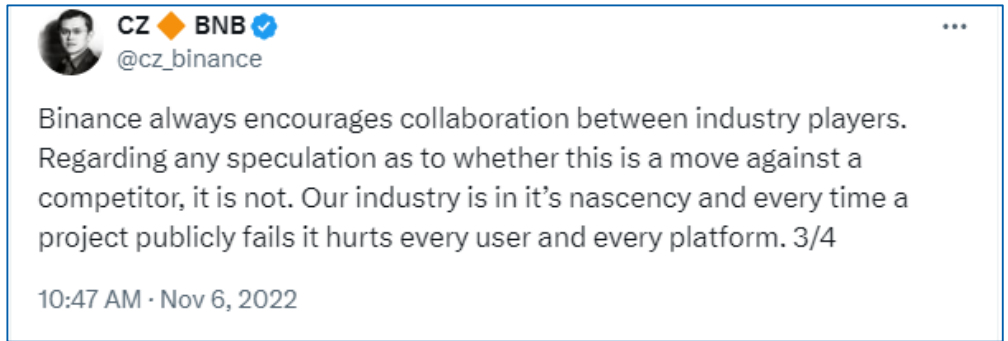 CZ 🔶 BNB
@cz_binance
Binance always encourages collaboration between industry players.
Regarding any speculation as to whether this is a move against a
competitor, it is not. Our industry is in it’s nascency and every time a
project publicly fails it hurts every user and every platform. 3/4
10:47 AM · Nov 6, 2022